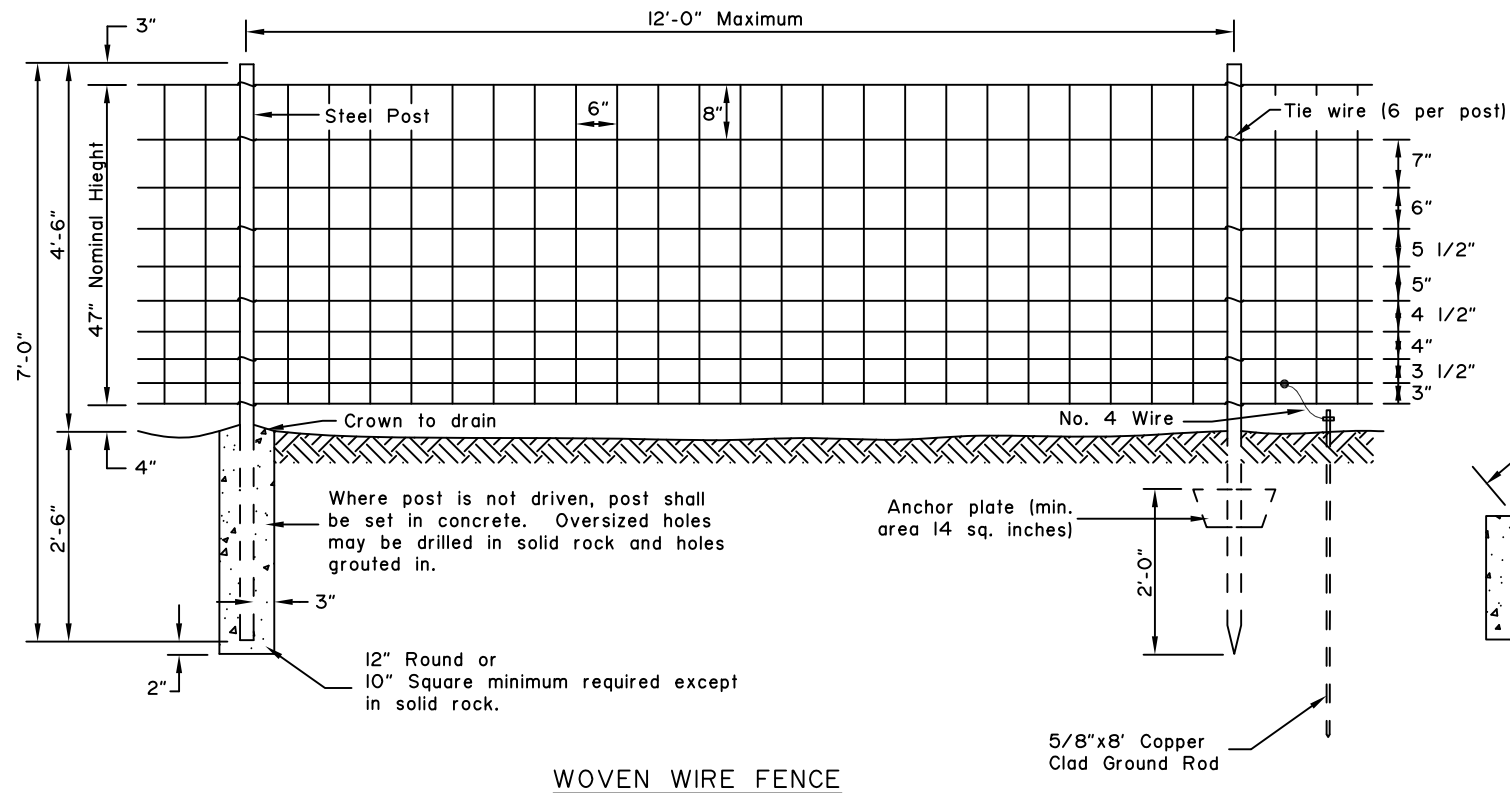 3"
12'-0" Maximum
Steel Post
6"
8"
Tie wire (6 per post)
7"
6"
5 1/2"
5"
4 1/2"
4"
3 1/2"
3"
47" Nominal Hieght
4'-6"
7'-0"
Crown to drain
No. 4 Wire
4"
2'-6"
Where post is not driven, post shall
be set in concrete. Oversized holes
may be drilled in solid rock and holes
grouted in.
Anchor plate (min.
area 14 sq. inches)
2'-0"
3"
2"
12" Round or
10" Square minimum required except
in solid rock.
5/8"x8' Copper
Clad Ground Rod
WOVEN WIRE FENCE